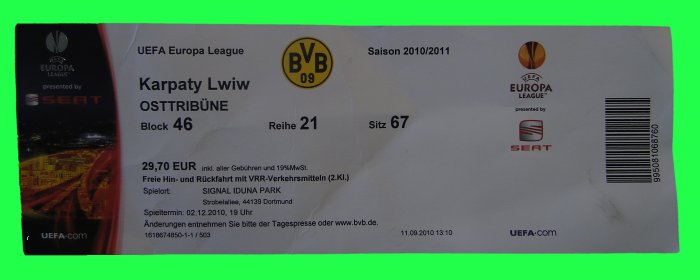 UEFA
EUROPA
LEAGUE
presented by
SEAT
UEFA.com
UEFA Europa League
BVB
09
Saison 2010/2011
Karpaty Lwiw
OSTTRIBÜNE
Block 46 Reihe 21 Sitz 67
29,70 EUR inkl. aller Gebühren und 19%MwSt.
Freie Hin- und Rückfahrt mit VRR-Verkehrsmitteln (2.Kl.)
Spielort: SIGNAL IDUNA PARK
Strobelallee, 44139 Dortmund
Spieltermin: 02.12.2010, 19 Uhr
Änderungen entnehmen Sie bitte der Tagespresse oder www.bvb.de.
1618674850-1-1 / 503
11.09.2010 13:10
UEFA
EUROPA
LEAGUE
presented by
SEAT
UEFA.com
995081068760